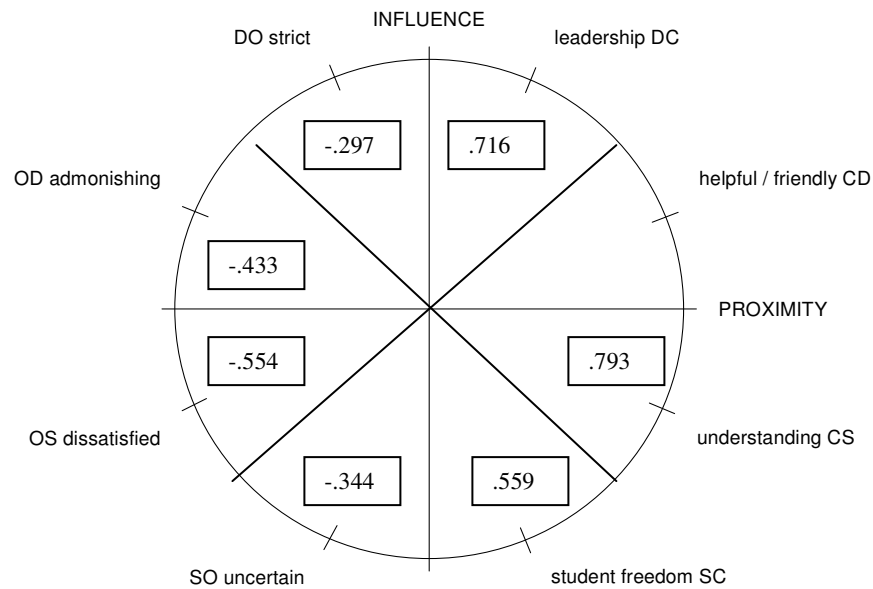 INFLUENCE
DO strict
leadership DC
-.297
.716
OD admonishing
helpful / friendly CD
-.433
PROXIMITY
-.554
.793
OS dissatisfied
understanding CS
-.344
.559
SO uncertain
student freedom SC